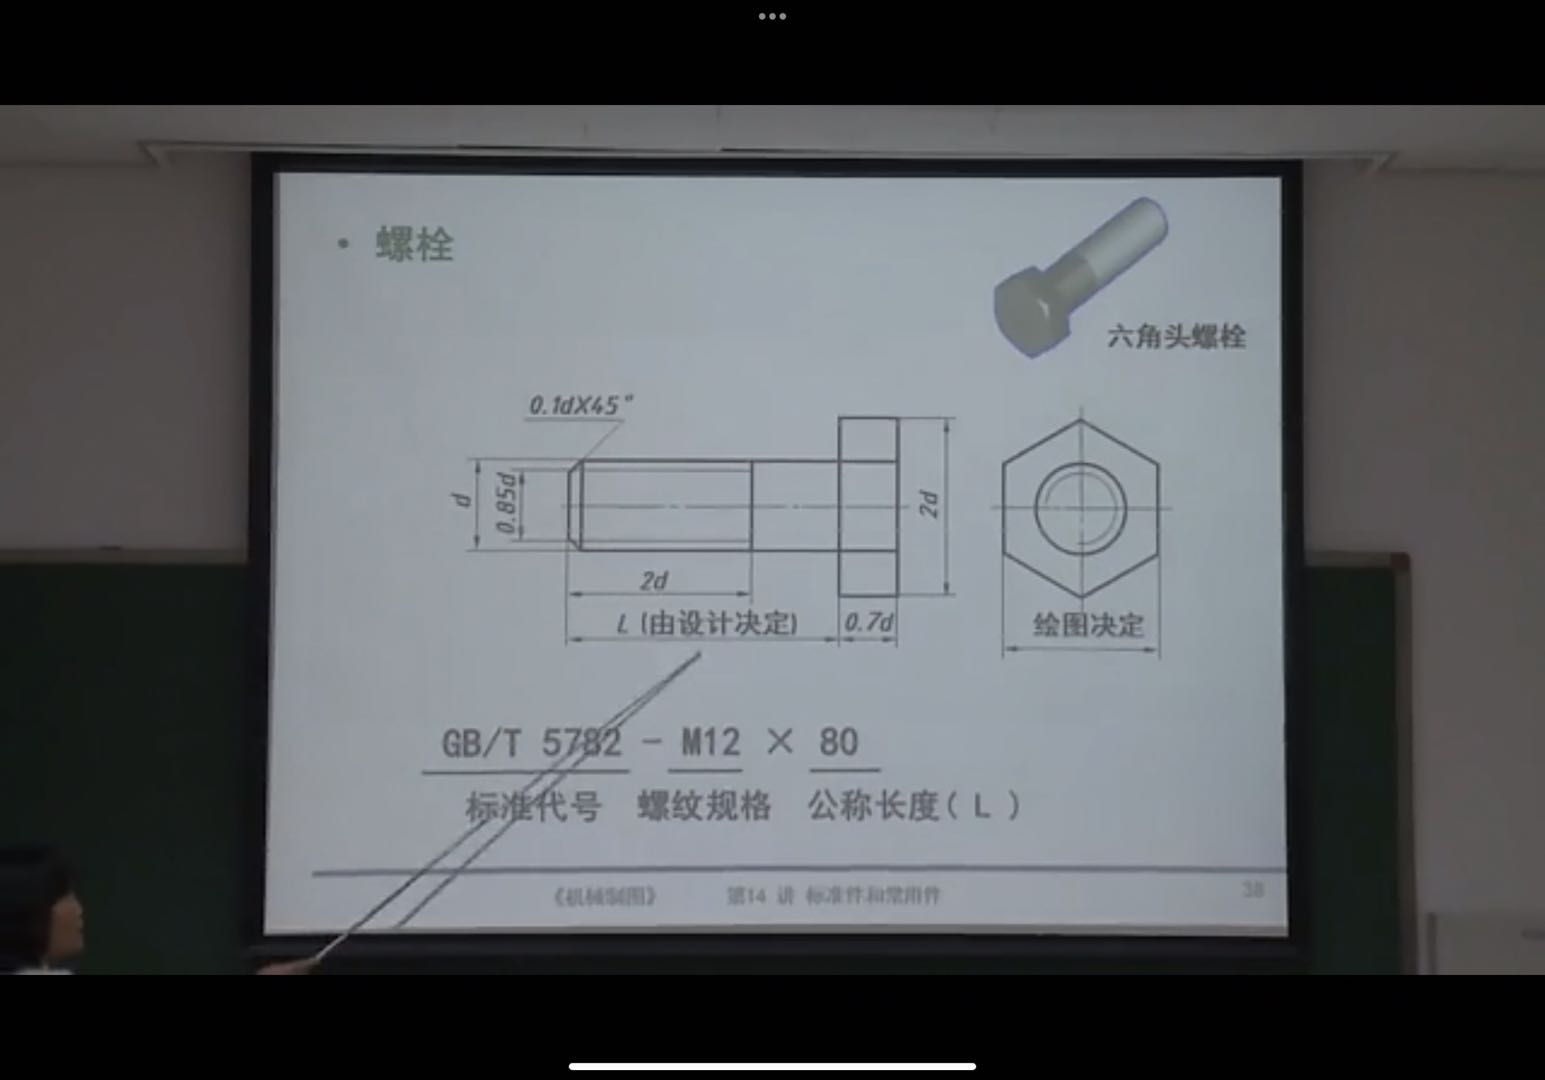 • 螺栓
六角头螺栓
0.1dX45°
d
0.85d
2d
2d
L (由设计决定)
0.7d
绘图决定
GB/T 5782 - M12 × 80
标准代号 螺纹规格 公称长度( L )
《机械制图》 第14 讲 标准件和常用件
38